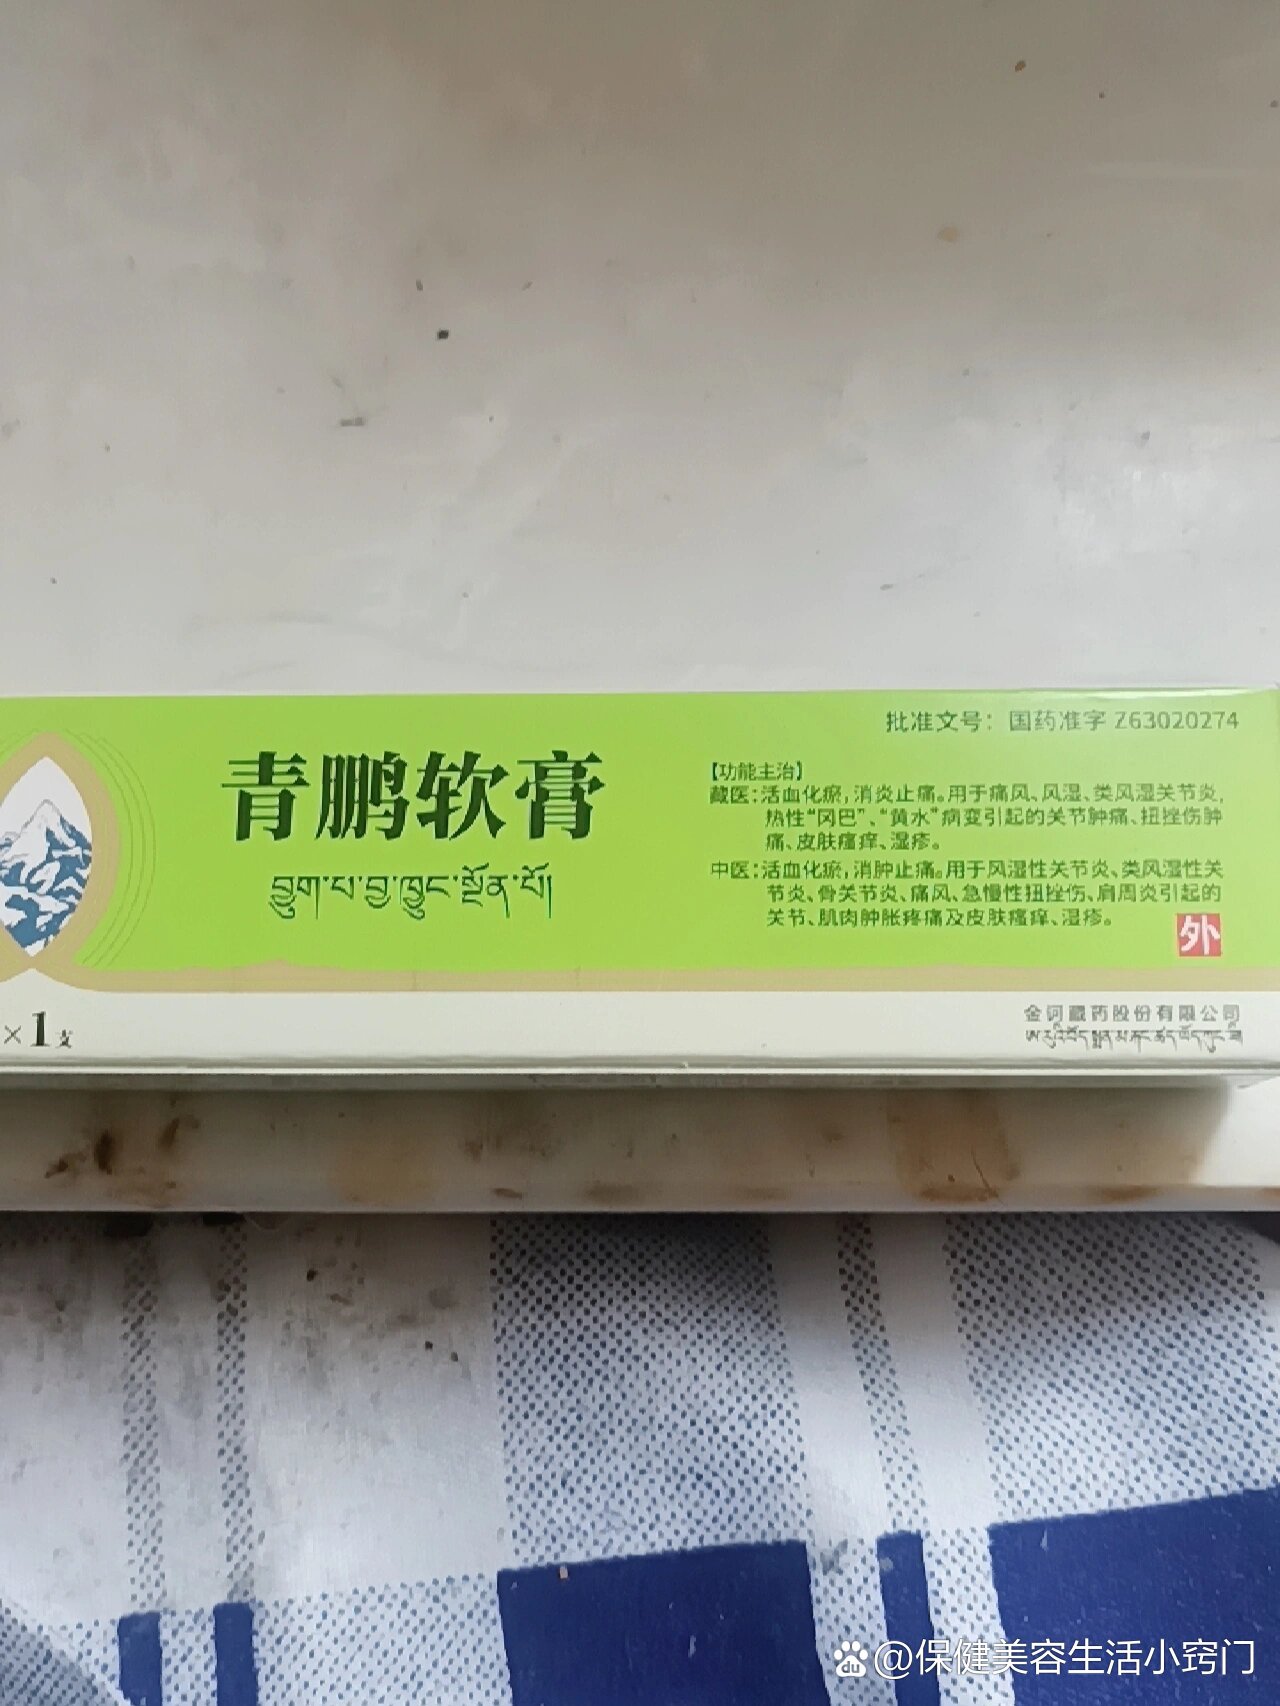 批准文号：国药准字 Z63020274
青鹏软膏
བྱུག་པ་བྱ་ཁྱུང་སྔོན་པོ།
【功能主治】
藏医：活血化瘀，消炎止痛。用于痛风、风湿、类风湿关节炎，
热性“冈巴”、“黄水”病变引起的关节肿痛、扭挫伤肿
痛、皮肤瘙痒、湿疹。
中医：活血化瘀，消肿止痛。用于风湿性关节炎、类风湿性关
节炎、骨关节炎、痛风、急慢性扭挫伤、肩周炎引起的
关节、肌肉肿胀疼痛及皮肤瘙痒、湿疹。
外
×1支
金诃藏药股份有限公司
@保健美容生活小窍门